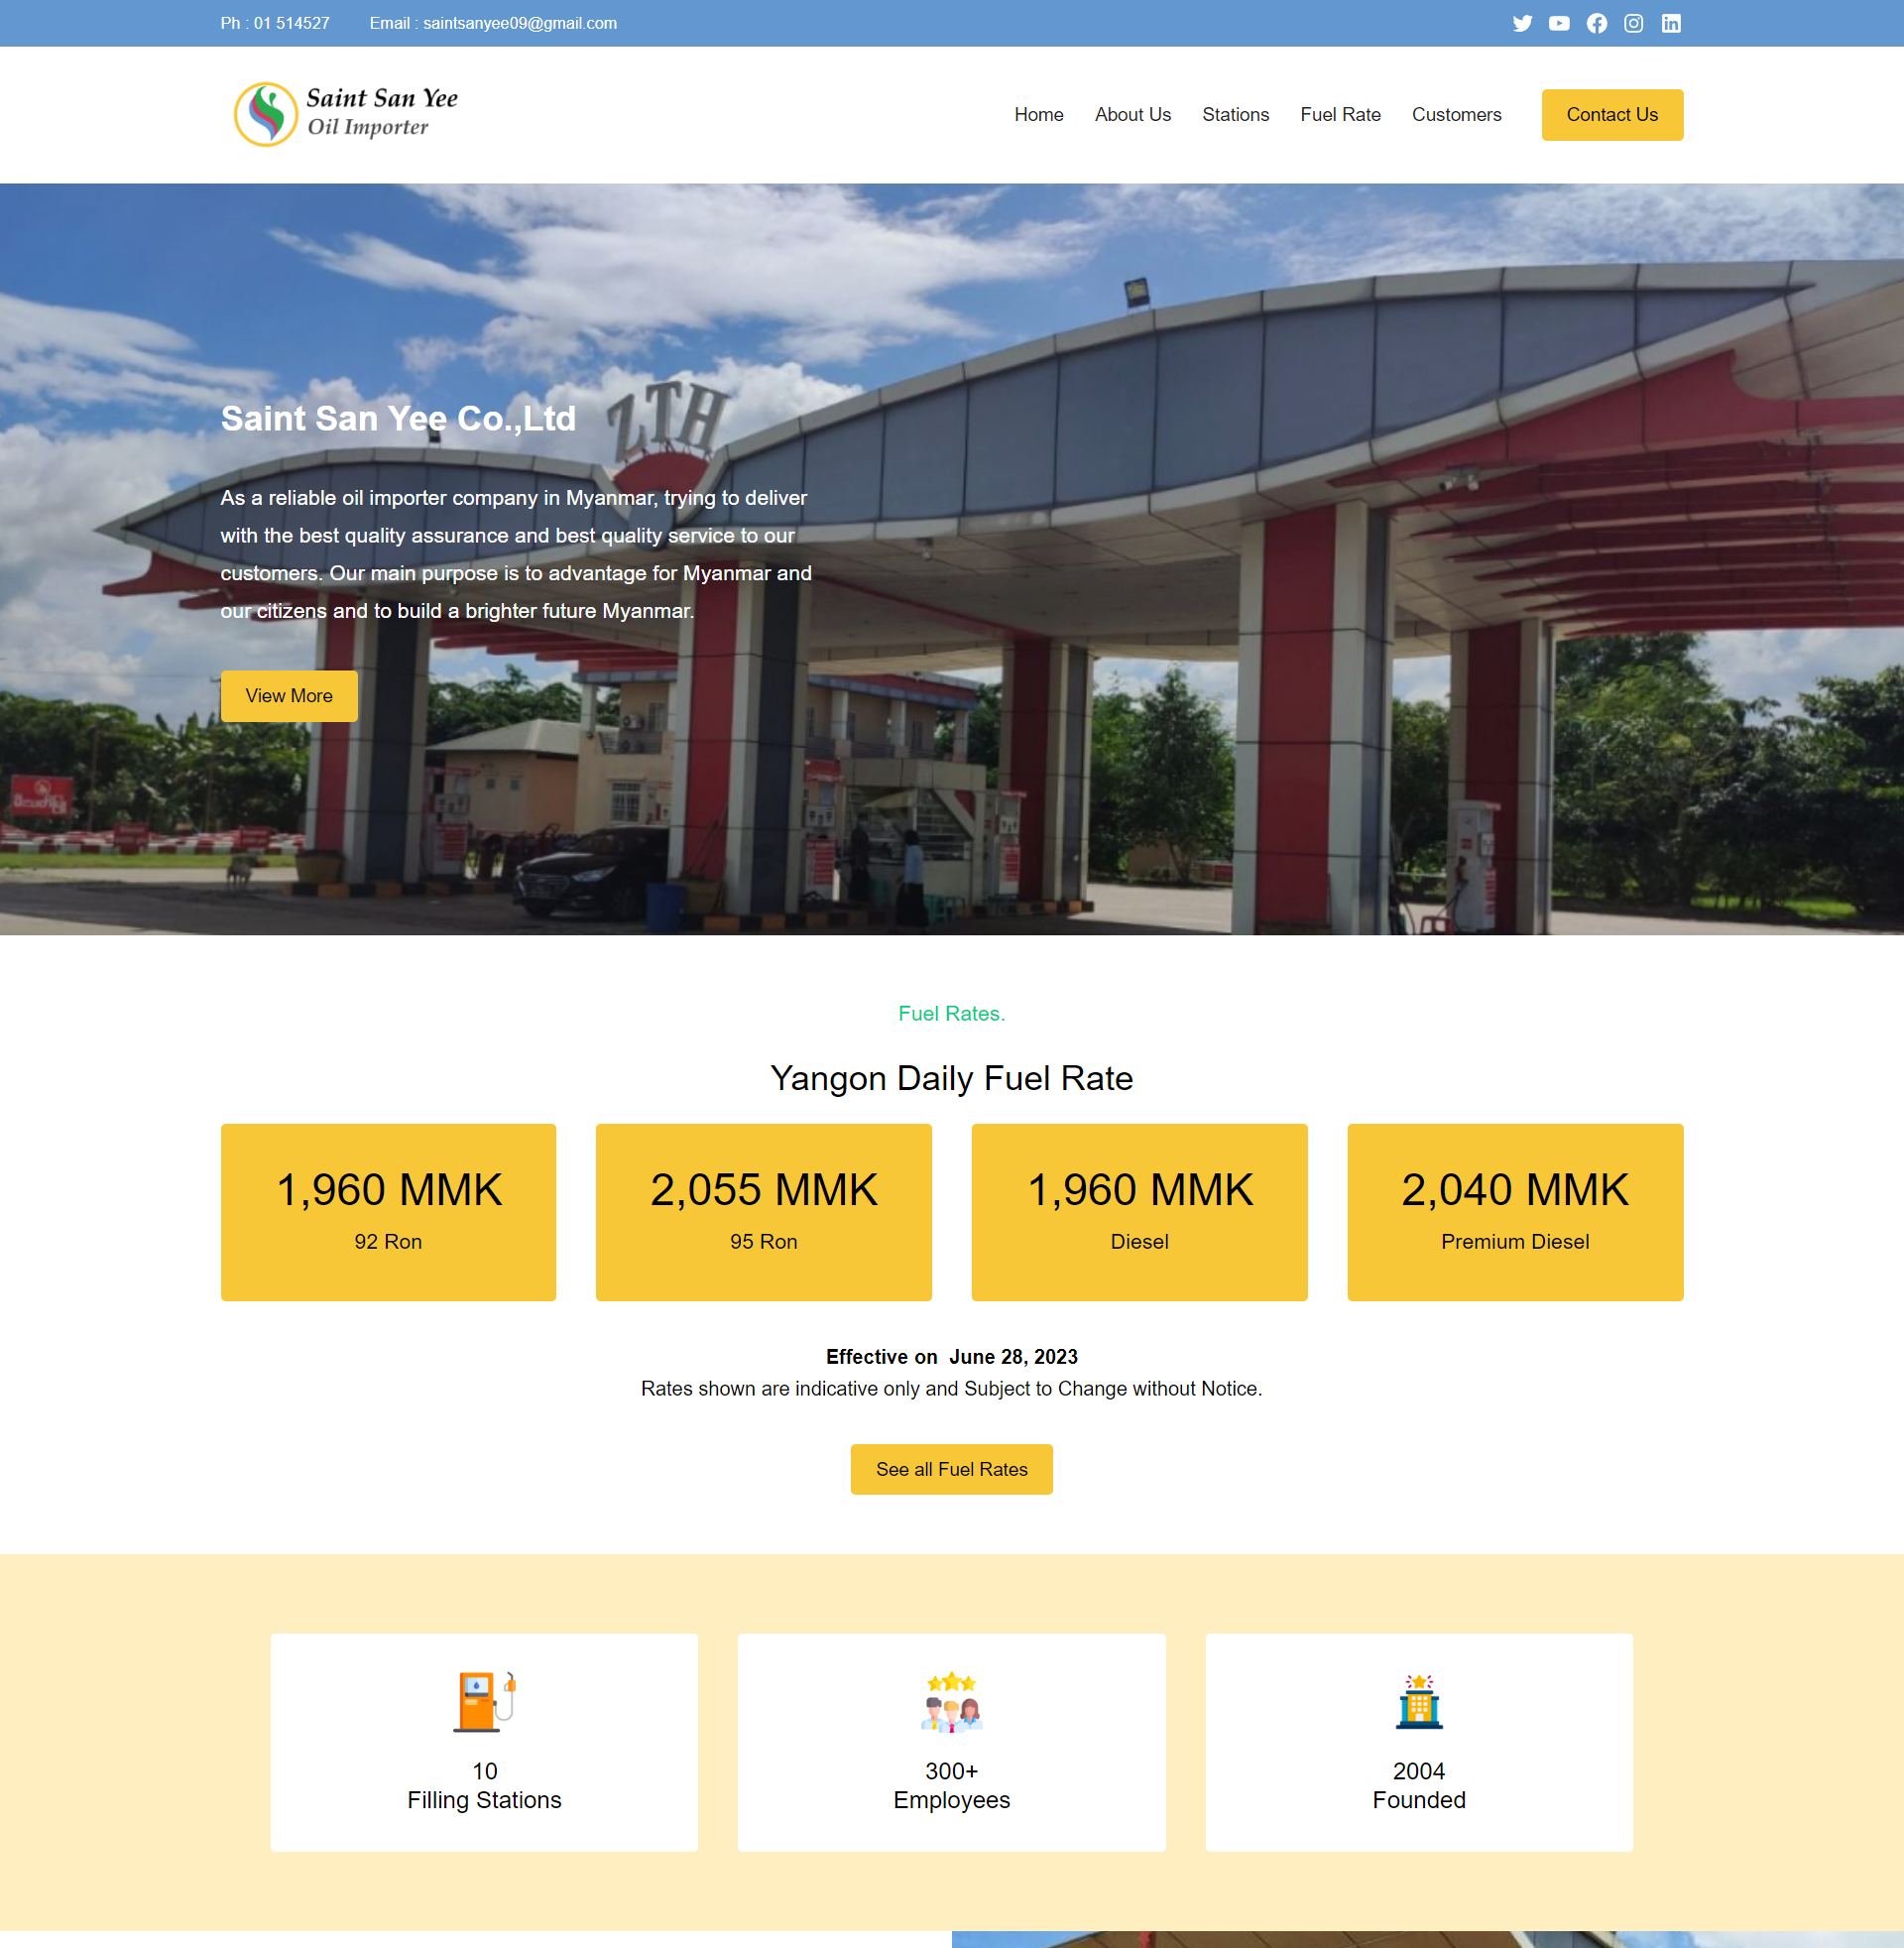 Ph : 01 514527 Email : saintsanyee09@gmail.com
Saint San Yee
Oil Importer
Home About Us Stations Fuel Rate Customers Contact Us
ZTH
Saint San Yee Co.,Ltd
As a reliable oil importer company in Myanmar, trying to deliver
with the best quality assurance and best quality service to our
customers. Our main purpose is to advantage for Myanmar and
our citizens and to build a brighter future Myanmar.
View More
Fuel Rates.
Yangon Daily Fuel Rate
1,960 MMK 2,055 MMK 1,960 MMK 2,040 MMK
92 Ron 95 Ron Diesel Premium Diesel
Effective on June 28, 2023
Rates shown are indicative only and Subject to Change without Notice.
See all Fuel Rates
10 300+ 2004
Filling Stations Employees Founded